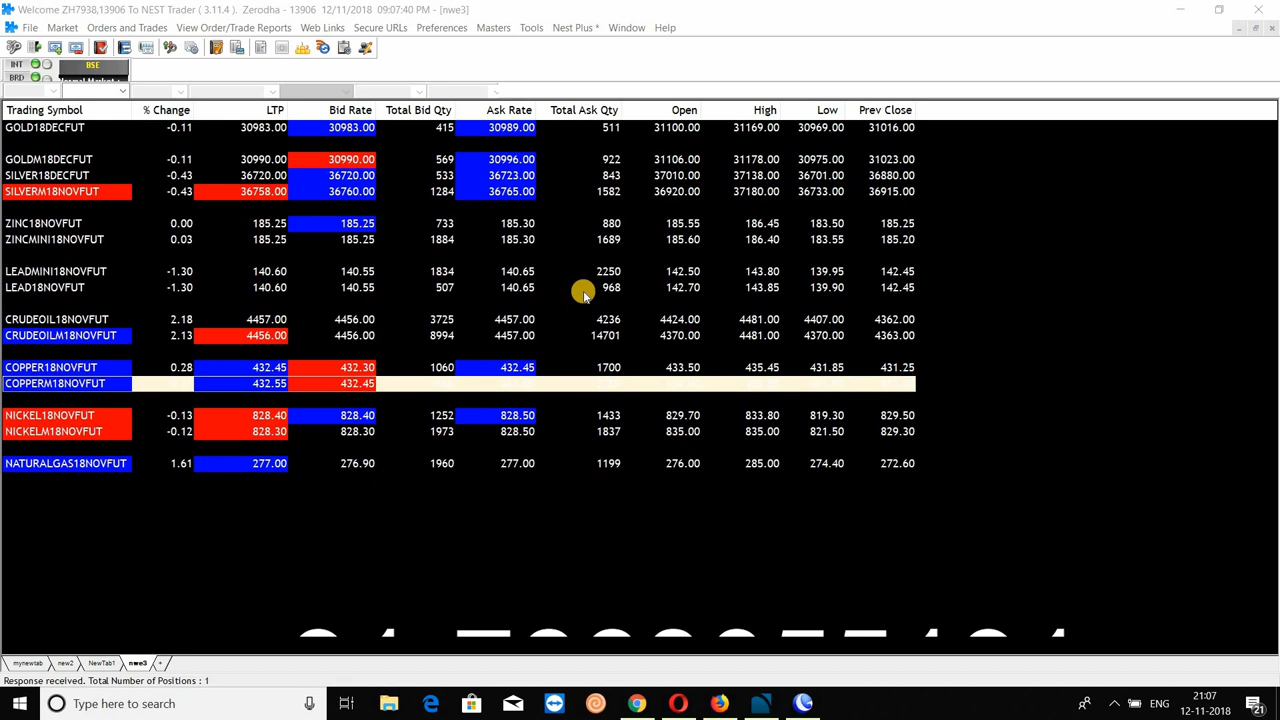 Welcome ZH7938,13906 To NEST Trader ( 3.11.4 ). Zerodha - 13906 12/11/2018 09:07:40 PM - [nwe3]
File Market Orders and Trades View Order/Trade Reports Web Links Secure URLs Preferences Masters Tools Nest Plus * Window Help
INT BSE
BRD Normal Market :
Trading Symbol % Change LTP Bid Rate Total Bid Qty Ask Rate Total Ask Qty Open High Low Prev Close
GOLD18DECFUT -0.11 30983.00 30983.00 415 30989.00 511 31100.00 31169.00 30969.00 31016.00
GOLDM18DECFUT -0.11 30990.00 30990.00 569 30996.00 922 31106.00 31178.00 30975.00 31023.00
SILVER18DECFUT -0.43 36720.00 36720.00 533 36723.00 843 37010.00 37138.00 36701.00 36880.00
SILVERM18NOVFUT -0.43 36758.00 36760.00 1284 36765.00 1582 36920.00 37180.00 36733.00 36915.00
ZINC18NOVFUT 0.00 185.25 185.25 733 185.30 880 185.55 186.45 183.50 185.25
ZINCMINI18NOVFUT 0.03 185.25 185.25 1884 185.30 1689 185.60 186.40 183.55 185.20
LEADMINI18NOVFUT -1.30 140.60 140.55 1834 140.65 2250 142.50 143.80 139.95 142.45
LEAD18NOVFUT -1.30 140.60 140.55 507 140.65 968 142.70 143.85 139.90 142.45
CRUDEOIL18NOVFUT 2.18 4457.00 4456.00 3725 4457.00 4236 4424.00 4481.00 4407.00 4362.00
CRUDEOILM18NOVFUT 2.13 4456.00 4456.00 8994 4457.00 14701 4370.00 4481.00 4370.00 4363.00
COPPER18NOVFUT 0.28 432.45 432.30 1060 432.45 1700 433.50 435.45 431.85 431.25
COPPERM18NOVFUT 432.55 432.45
NICKEL18NOVFUT -0.13 828.40 828.40 1252 828.50 1433 829.70 833.80 819.30 829.50
NICKELM18NOVFUT -0.12 828.30 828.30 1973 828.50 1837 835.00 835.00 821.50 829.30
NATURALGAS18NOVFUT 1.61 277.00 276.90 1960 277.00 1199 276.00 285.00 274.40 272.60
mynewtab new2 NewTab1 nwe3 +
Response received. Total Number of Positions : 1
Type here to search
ENG 21:07
12-11-2018 21